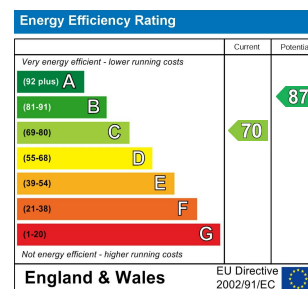 Energy Efficiency Rating
Current Potentia
Very energy efficient - lower running costs
(92 plus) A
(81-91) B
87
(69-80) C
70
(55-68) D
(39-54) E
(21-38) F
(1-20) G
Not energy efficient - higher running costs
England & Wales
EU Directive
2002/91/EC